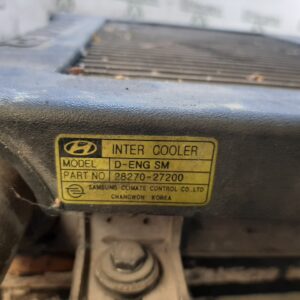 INTER COOLER
MODEL D-ENG SM
PART NO 28270-27200
SAMSUNG CLIMATE CONTROL CO., LTD
CHANGWON KOREA